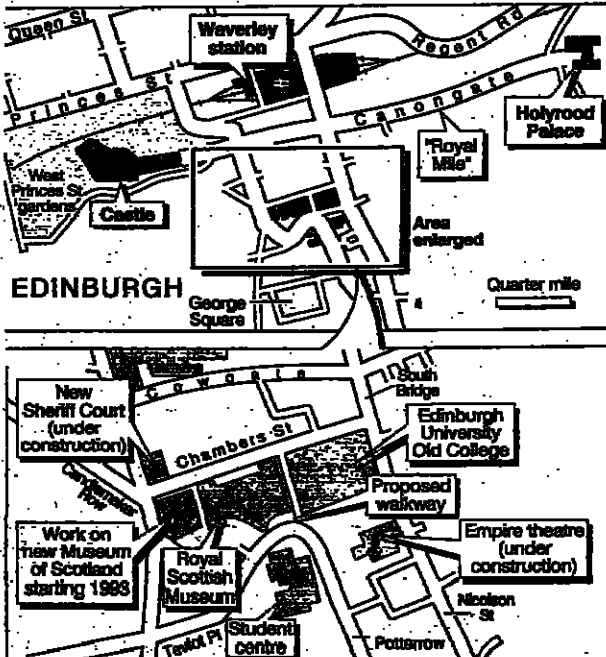 Queen St
Waverley
station
Regent Rd
Princes St
Canongate
Holyrood
Palace
"Royal
Mile"
West
Princes St
gardens
Castle
Area
enlarged
EDINBURGH
George
Square
Quarter mile
Cowgate
South
Bridge
New
Sheriff Court
(under
construction)
Chambers St
Edinburgh
University
Old College
Candlemaker
Row
Proposed
walkway
Work on
new Museum
of Scotland
starting 1993
Royal
Scottish
Museum
Empire theatre
(under
construction)
Nicolson
St
Teviot Pl
Student
centre
Potterrow